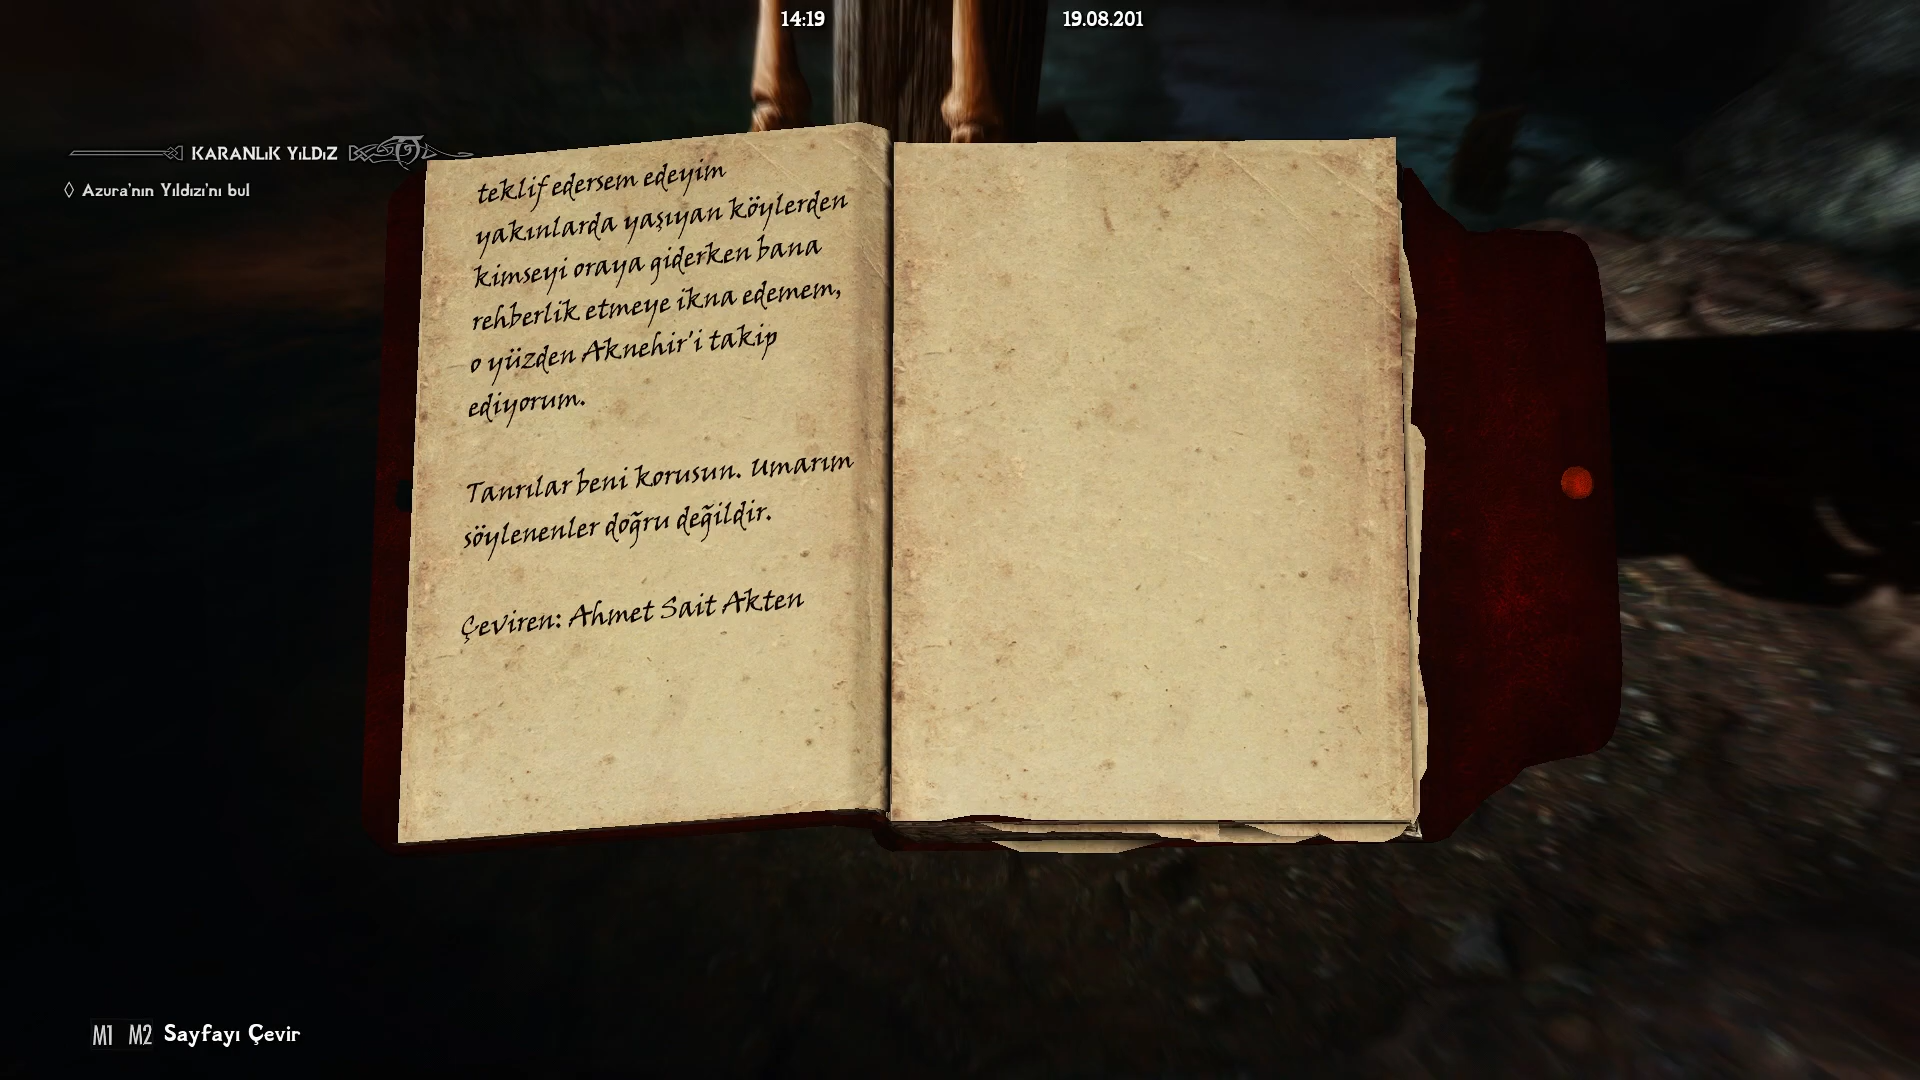 14:19
19.08.201
KARANLıK YıLDıZ
Azura'nın Yıldızı'nı bul
teklif edersem edeyim
yakınlarda yaşıyan köylerden
kimseyi oraya giderken bana
rehberlik etmeye ikna edemem,
o yüzden Aknehir'i takip
ediyorum.
Tanrılar beni korusun. Umarım
söylenenler doğru değildir.
Çeviren: Ahmet Sait Akten
M1 M2 Sayfayı Çevir